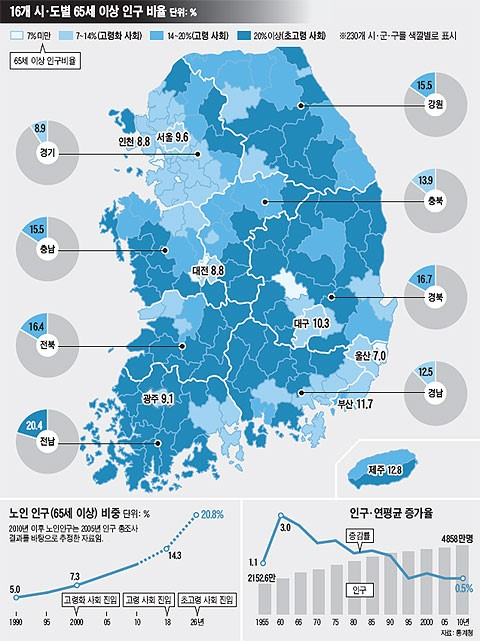 16개 시·도별 65세 이상 인구 비율 단위: %
7%미만
7~14%(고령화 사회)
14~20%(고령 사회)
20%이상(초고령 사회)
※230개 시·군·구를 색깔별로 표시
65세 이상 인구비율
8.9
경기
인천 8.8
서울 9.6
15.5
강원
13.9
충북
15.5
충남
대전 8.8
16.7
경북
대구 10.3
16.4
전북
울산 7.0
12.5
경남
부산 11.7
광주 9.1
20.4
전남
제주 12.8
노인 인구(65세 이상) 비중 단위: %
2010년 이후 노인인구는 2005년 인구 총조사
결과를 바탕으로 추정한 자료임.
20.8%
14.3
7.3
5.0
고령화 사회 진입
고령 사회 진입
초고령 사회 진입
1990 95 2000 05 10 18 26년
인구·연평균 증가율
3.0
증감률
4858만명
1.1
2152.6만
인구
0.5%
1955 60 66 70 75 80 85 90 95 2000 05 10년
자료: 통계청